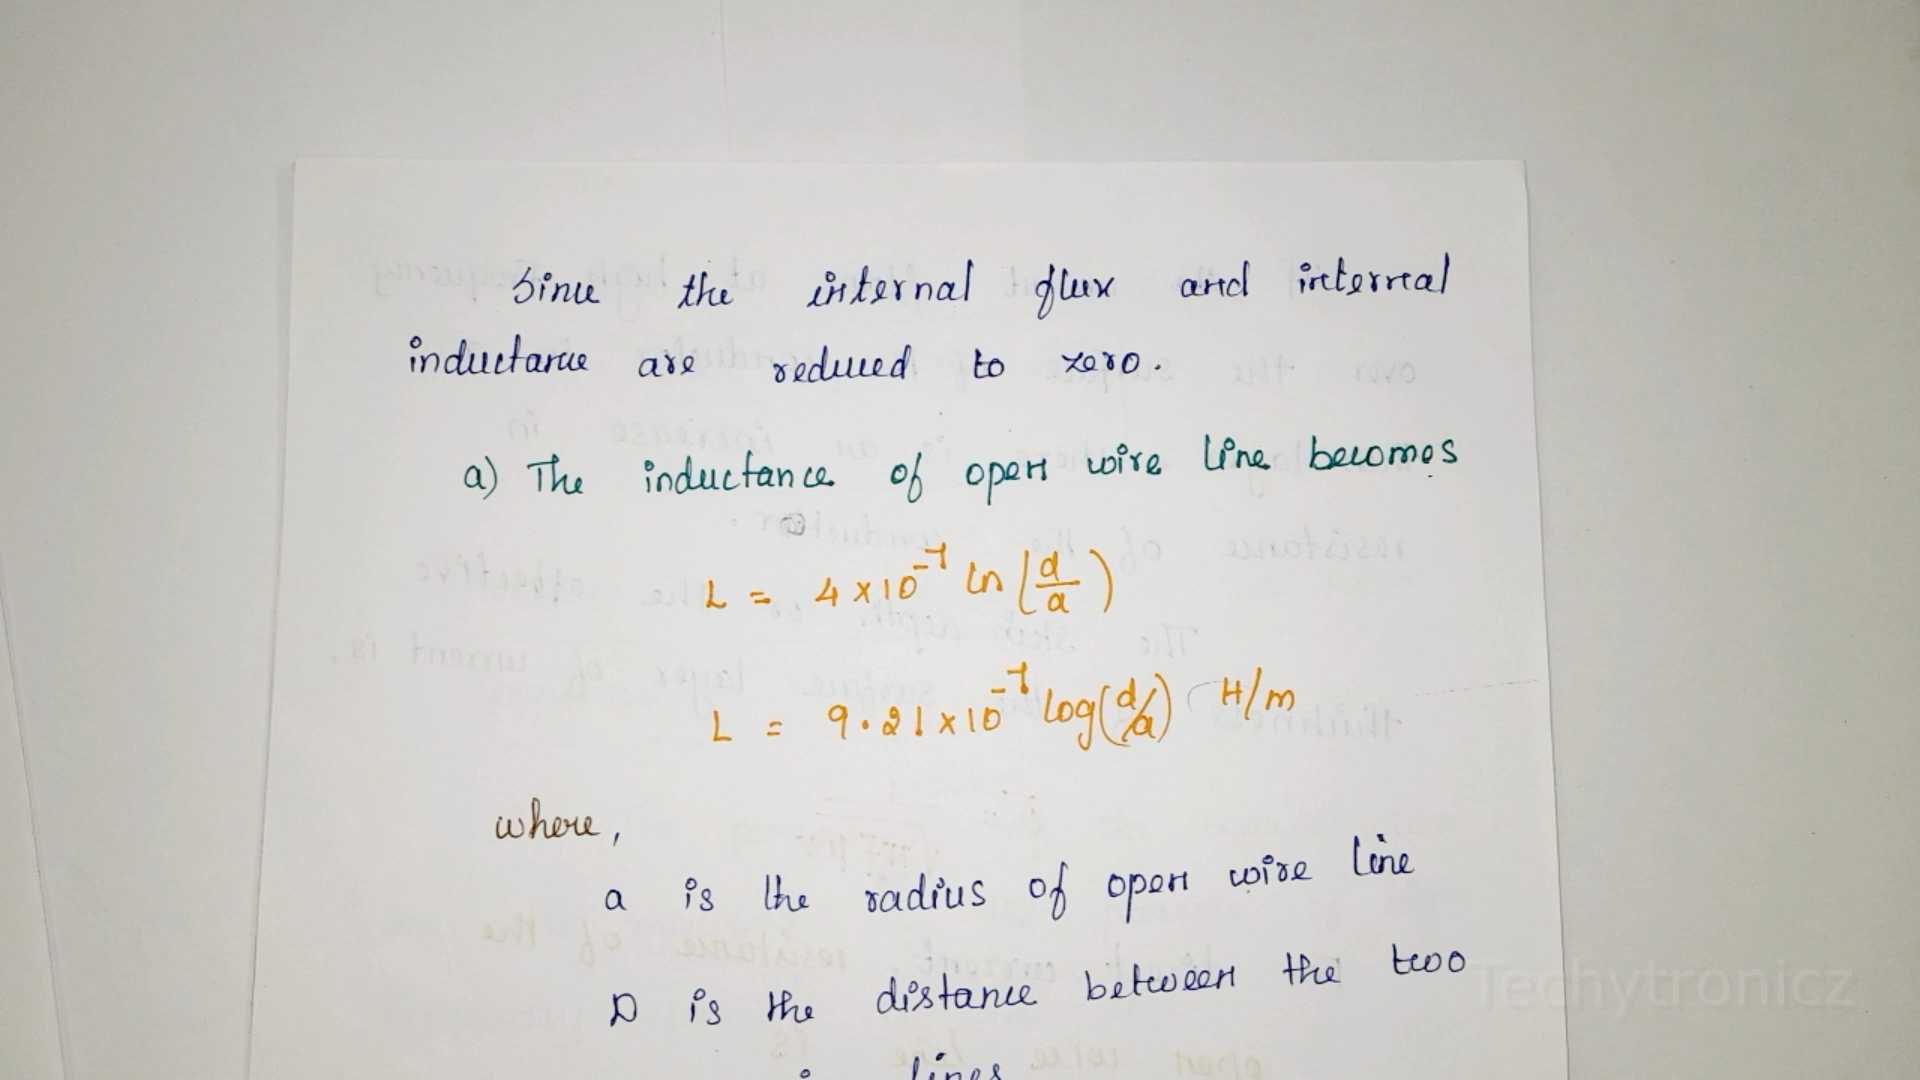 Since the internal flux and internal
inductance are reduced to zero.
a) The inductance of open wire line becomes
L = 4 × 10⁻⁷ ln(d/a)
L = 9.21 × 10⁻⁷ log(d/a) H/m
where,
a is the radius of open wire line
D is the distance between the two
Techytronicz
lines